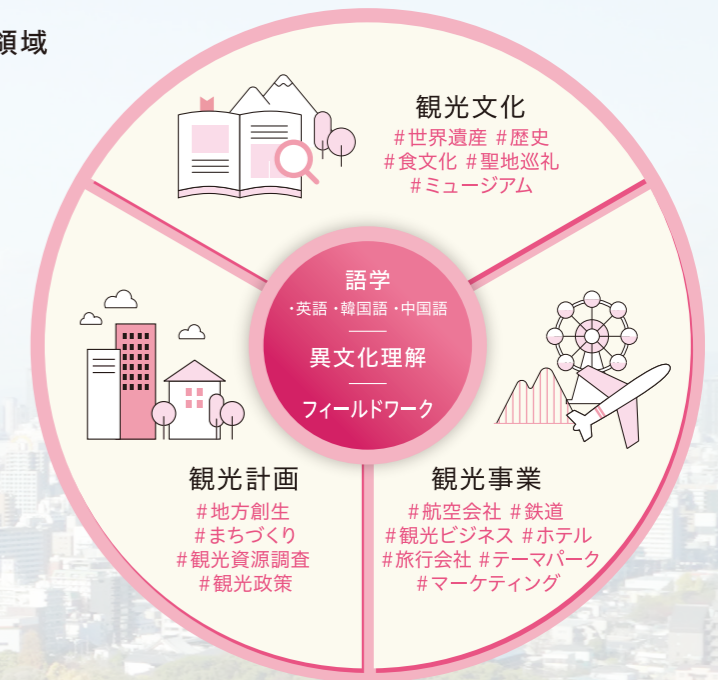 領域
観光文化
#世界遺産 #歴史
#食文化 #聖地巡礼
#ミュージアム
語学
・英語・韓国語・中国語
異文化理解
フィールドワーク
観光計画
#地方創生
#まちづくり
#観光資源調査
#観光政策
観光事業
#航空会社 #鉄道
#観光ビジネス #ホテル
#旅行会社 #テーマパーク
#マーケティング